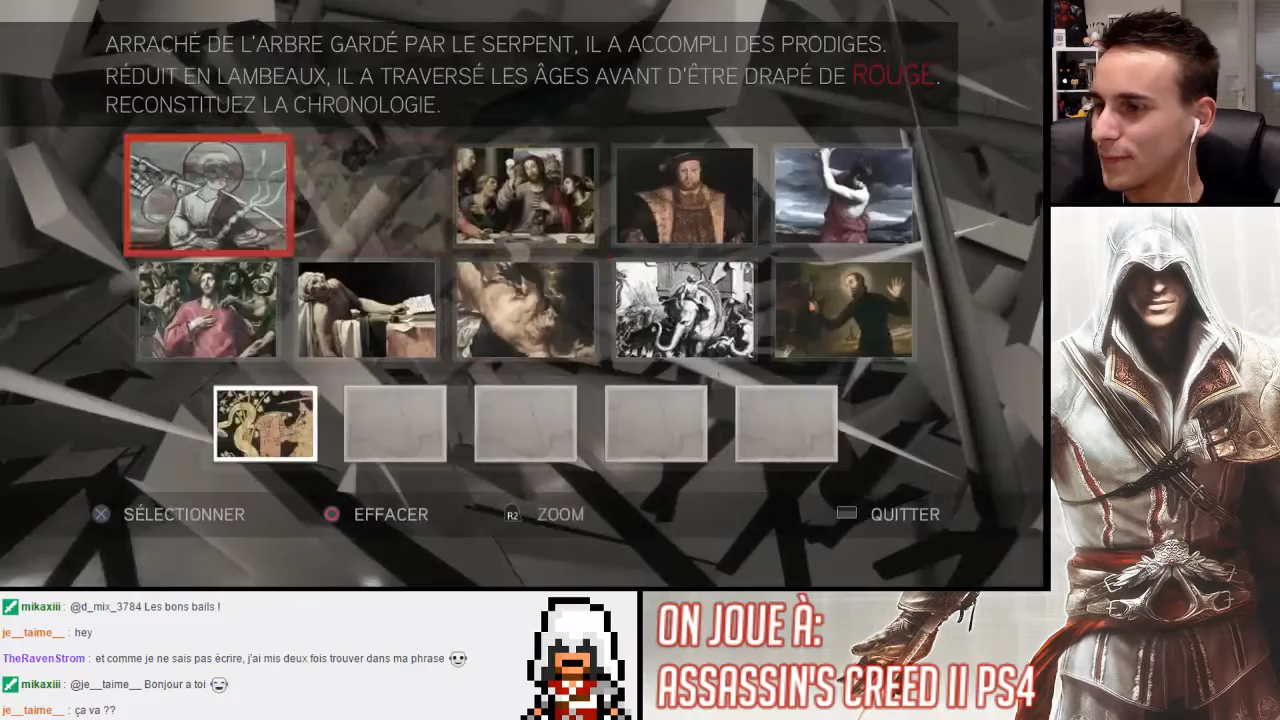 ARRACHÉ DE L'ARBRE GARDÉ PAR LE SERPENT, IL A ACCOMPLI DES PRODIGES.
RÉDUIT EN LAMBEAUX, IL A TRAVERSÉ LES ÂGES AVANT D'ÊTRE DRAPÉ DE ROUGE.
RECONSTITUEZ LA CHRONOLOGIE.
SÉLECTIONNER
EFFACER
R2 ZOOM
QUITTER
mikaxiii : @d_mix_3784 Les bons bails !
je__taime__ : hey
TheRavenStrom : et comme je ne sais pas écrire, j'ai mis deux fois trouver dans ma phrase
mikaxiii : @je__taime__ Bonjour a toi
je__taime__ : ça va ??
ON JOUE À:
ASSASSIN'S CREED II PS4